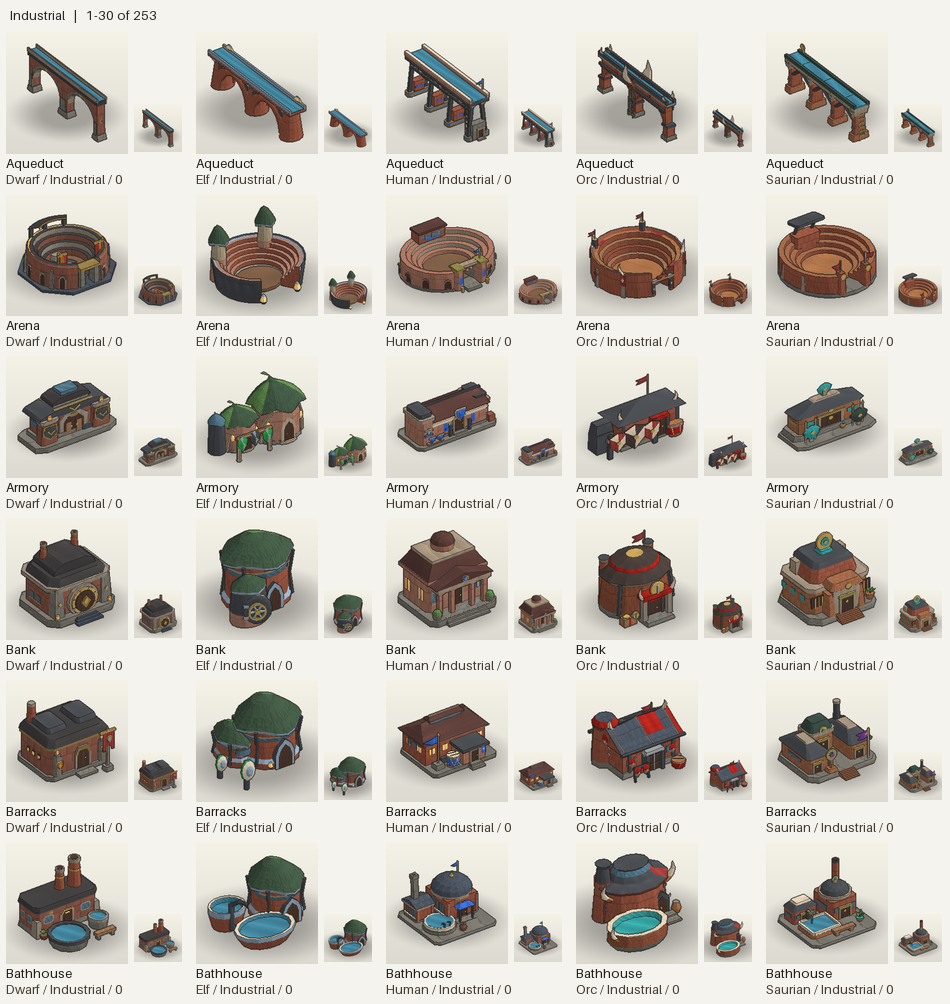 Industrial | 1-30 of 253
Aqueduct Aqueduct Aqueduct Aqueduct Aqueduct
Dwarf / Industrial / 0 Elf / Industrial / 0 Human / Industrial / 0 Orc / Industrial / 0 Saurian / Industrial / 0
Arena Arena Arena Arena Arena
Dwarf / Industrial / 0 Elf / Industrial / 0 Human / Industrial / 0 Orc / Industrial / 0 Saurian / Industrial / 0
Armory Armory Armory Armory Armory
Dwarf / Industrial / 0 Elf / Industrial / 0 Human / Industrial / 0 Orc / Industrial / 0 Saurian / Industrial / 0
Bank Bank Bank Bank Bank
Dwarf / Industrial / 0 Elf / Industrial / 0 Human / Industrial / 0 Orc / Industrial / 0 Saurian / Industrial / 0
Barracks Barracks Barracks Barracks Barracks
Dwarf / Industrial / 0 Elf / Industrial / 0 Human / Industrial / 0 Orc / Industrial / 0 Saurian / Industrial / 0
Bathhouse Bathhouse Bathhouse Bathhouse Bathhouse
Dwarf / Industrial / 0 Elf / Industrial / 0 Human / Industrial / 0 Orc / Industrial / 0 Saurian / Industrial / 0